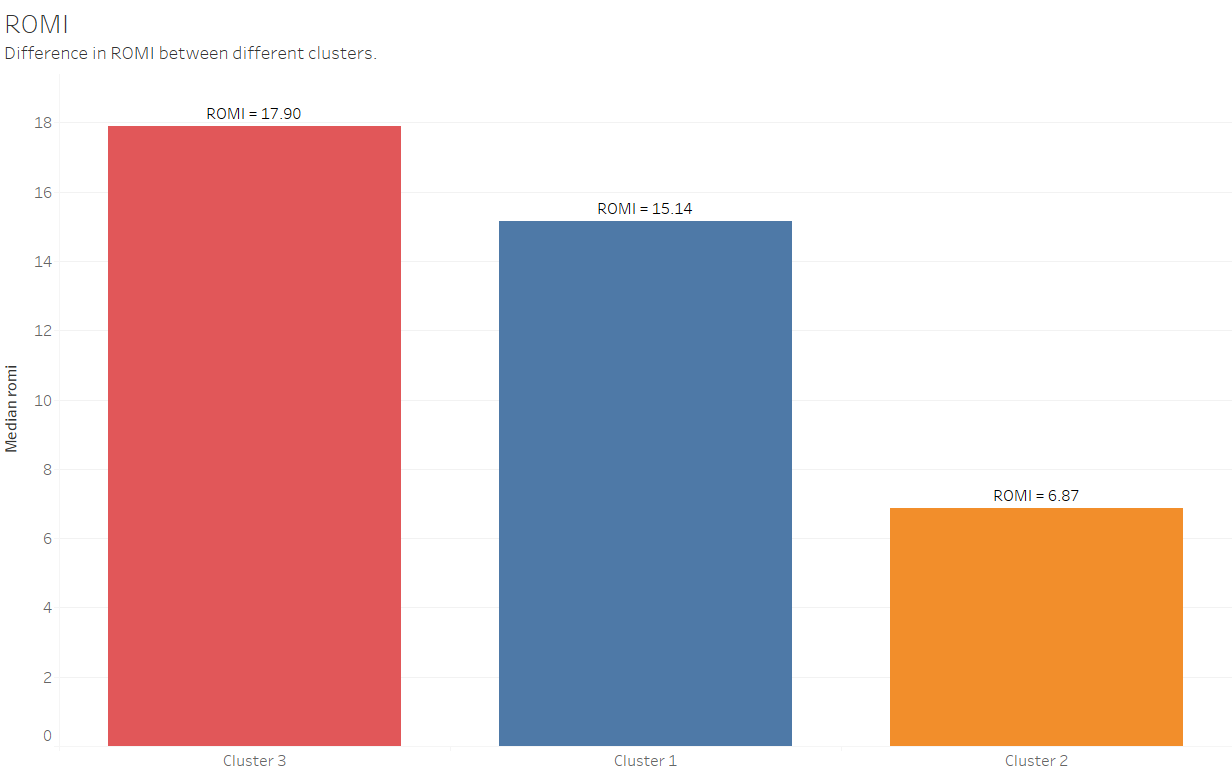 ROMI
Difference in ROMI between different clusters.
ROMI = 17.90
ROMI = 15.14
ROMI = 6.87
Median romi
18
16
14
12
10
8
6
4
2
0
Cluster 3
Cluster 1
Cluster 2